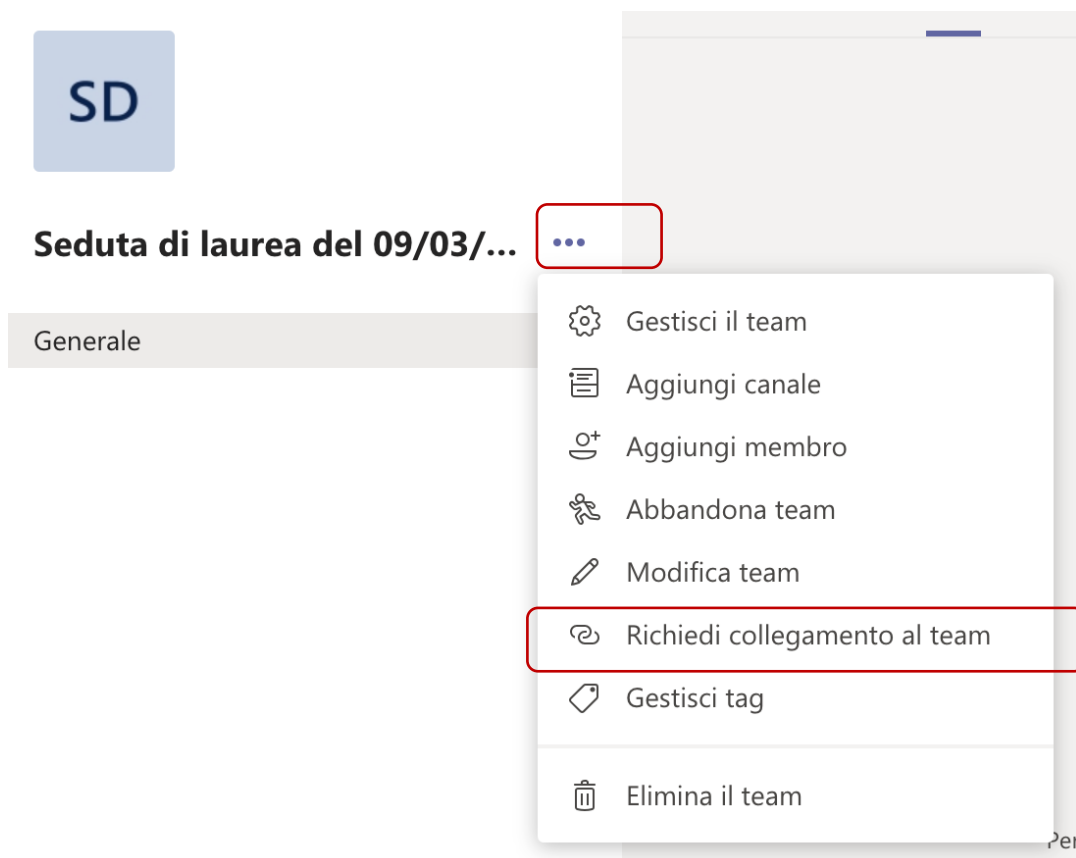 SD
Seduta di laurea del 09/03/...
Generale
Gestisci il team
Aggiungi canale
Aggiungi membro
Abbandona team
Modifica team
Richiedi collegamento al team
Gestisci tag
Elimina il team
Per